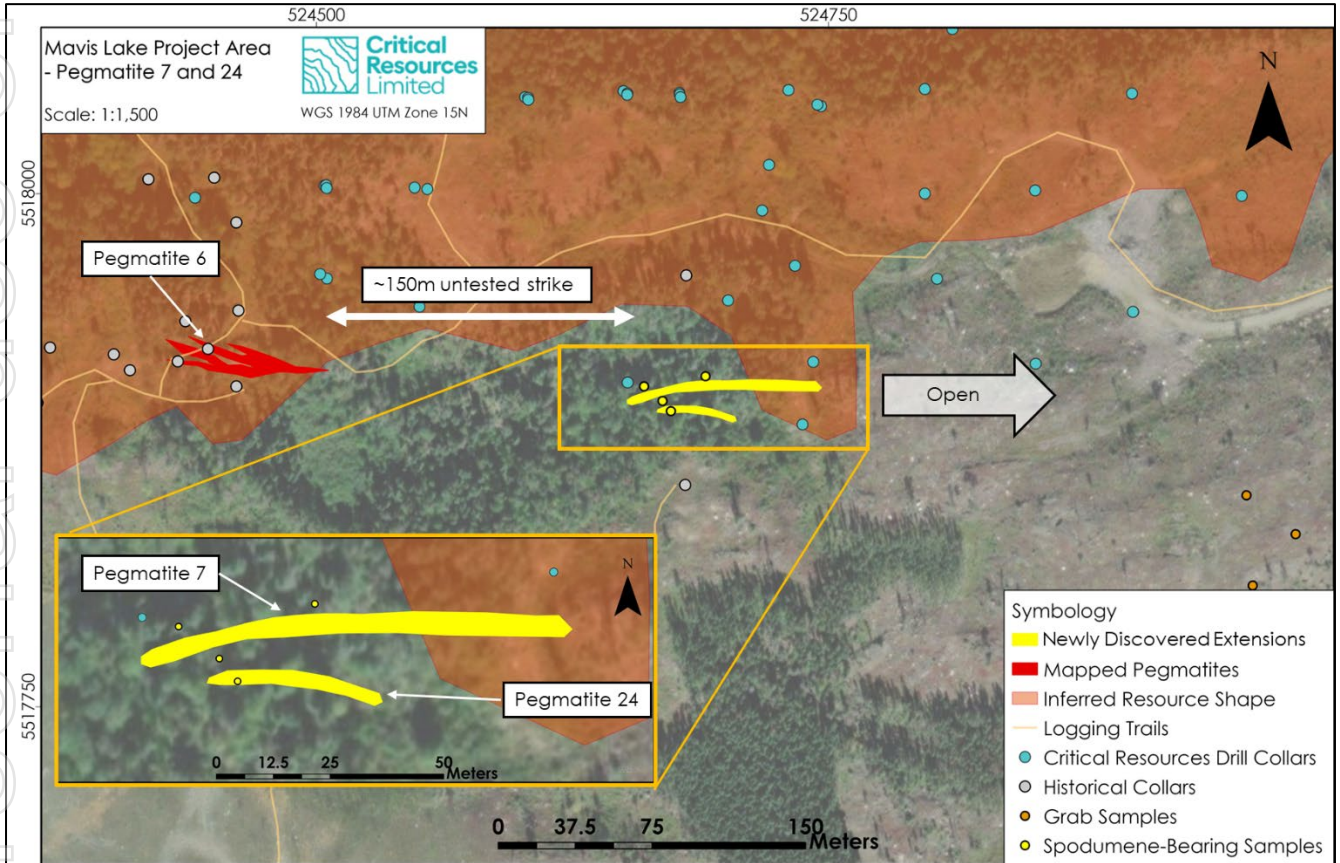 524500
524750
Mavis Lake Project Area
- Pegmatite 7 and 24
Scale: 1:1,500
Critical
Resources
Limited
WGS 1984 UTM Zone 15N
N
5518000
Pegmatite 6
~150m untested strike
Open
5517750
Pegmatite 7
N
Pegmatite 24
0 12.5 25 50
Meters
0 37.5 75 150
Meters
Symbology
Newly Discovered Extensions
Mapped Pegmatites
Inferred Resource Shape
Logging Trails
Critical Resources Drill Collars
Historical Collars
Grab Samples
Spodumene-Bearing Samples